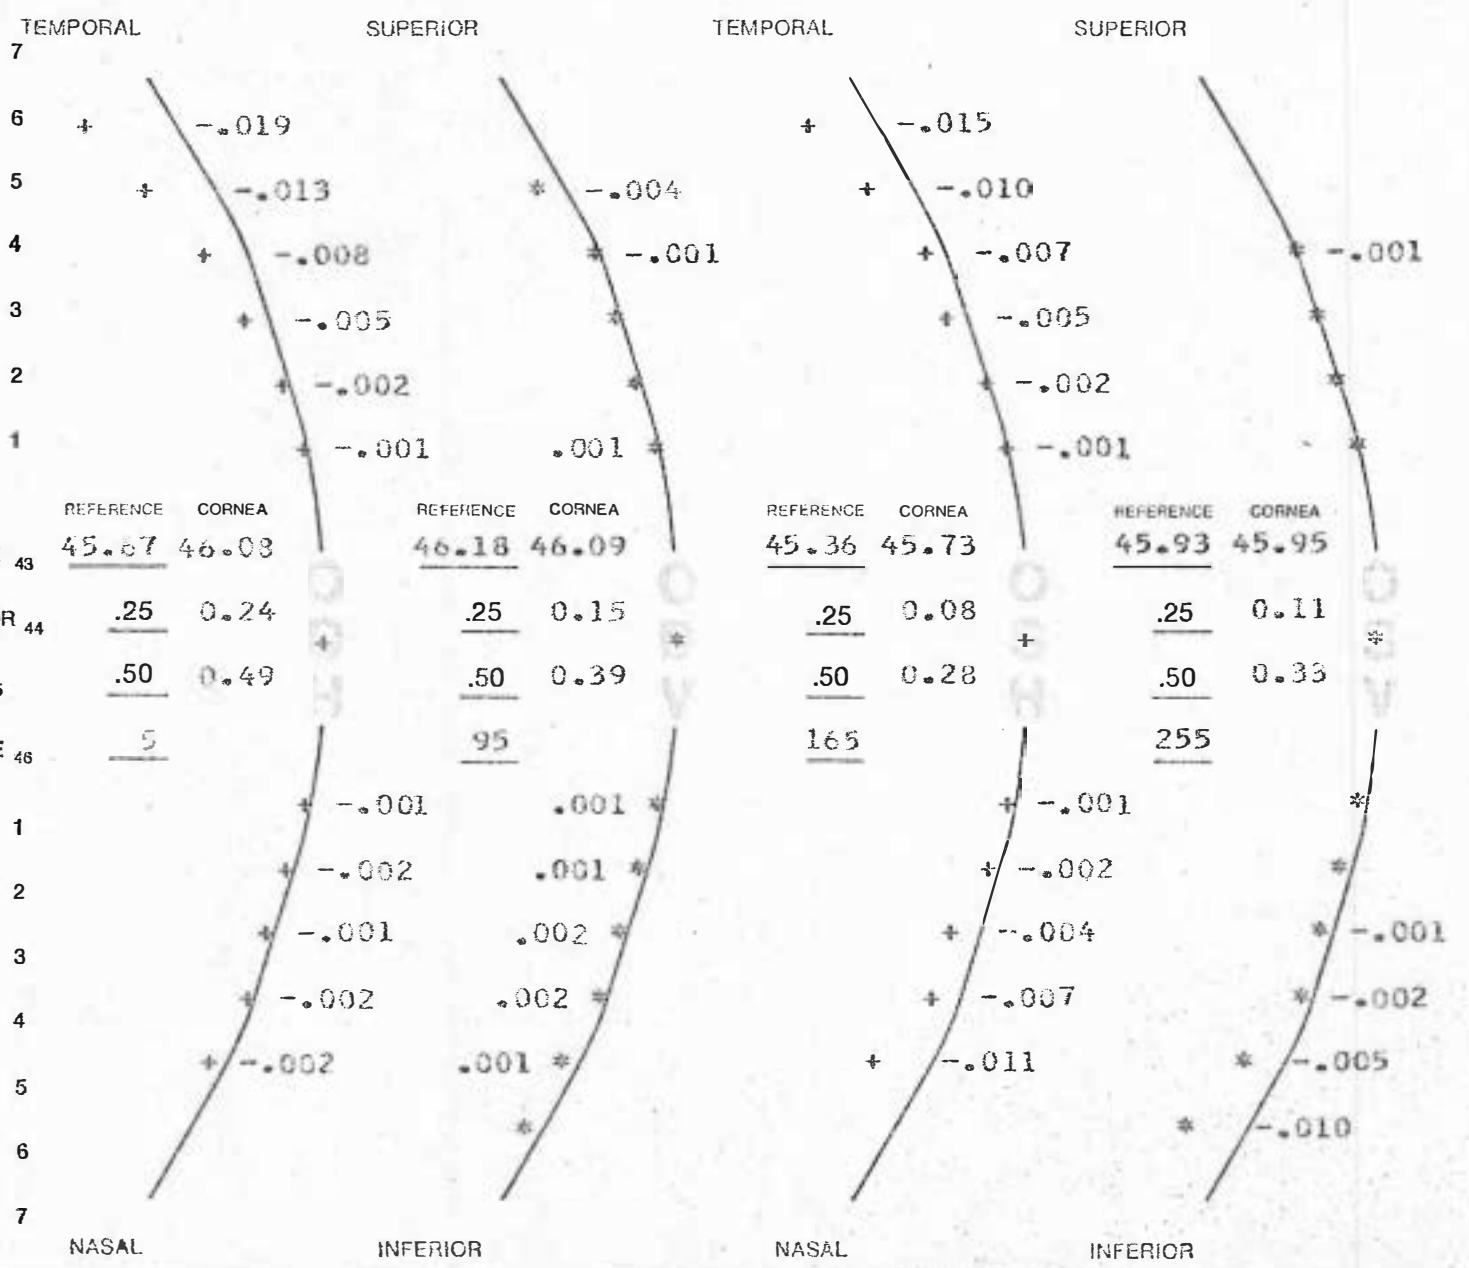 TEMPORAL SUPERIOR TEMPORAL SUPERIOR
7
6 -.019 -.015
5 -.013 -.004 -.010
4 -.008 -.001 -.007 -.001
3 -.005 -.005
2 -.002 -.002
1 -.001 .001 -.001
REFERENCE CORNEA REFERENCE CORNEA REFERENCE CORNEA REFERENCE CORNEA
45.67 46.08 46.18 46.09 45.36 45.73 45.93 45.95
43
R 44 .25 0.24 .25 0.15 .25 0.08 .25 0.11
.50 0.49 .50 0.39 .50 0.28 .50 0.33
E 46 5 95 165 255
-.001 .001 -.001
1
-.002 .001 -.002
2
-.001 .002 -.004 -.001
3
-.002 .002 -.007 -.002
4
-.002 .001 -.011 -.005
5
-.010
6
7
NASAL INFERIOR NASAL INFERIOR